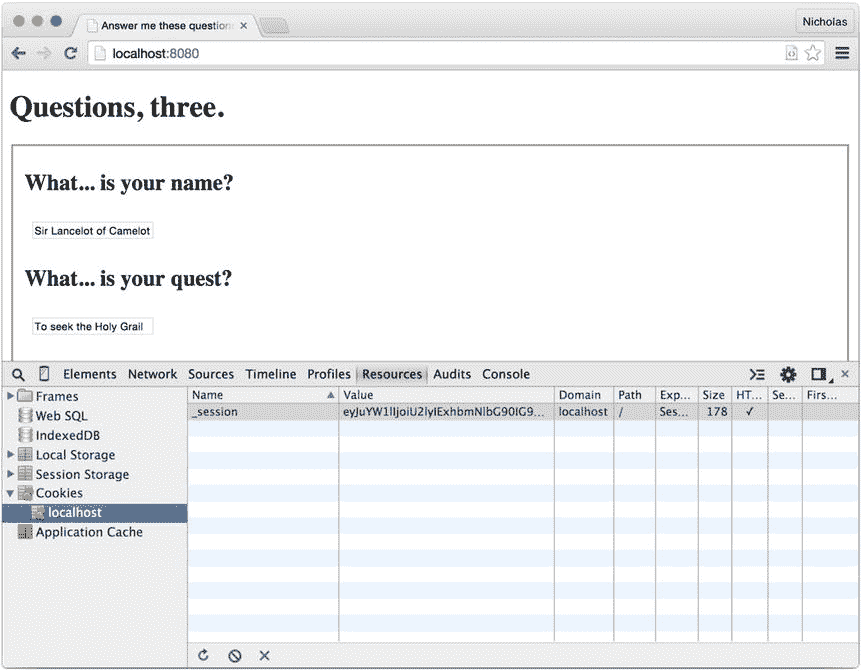 Answer me these question
Nicholas
localhost:8080
Questions, three.
What... is your name?
Sir Lancelot of Camelot
What... is your quest?
To seek the Holy Grail
Elements Network Sources Timeline Profiles Resources Audits Console
Frames
Web SQL
IndexedDB
Local Storage
Session Storage
Cookies
localhost
Application Cache
Name Value Domain Path Exp... Size HT... Se... Firs...
_session eyJuYW1lIjoiU2lyIExhbmNlbG90IG9... localhost / Ses... 178 ✓